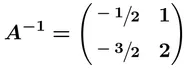 A⁻¹ = ( - 1/2 1
- 3/2 2 )